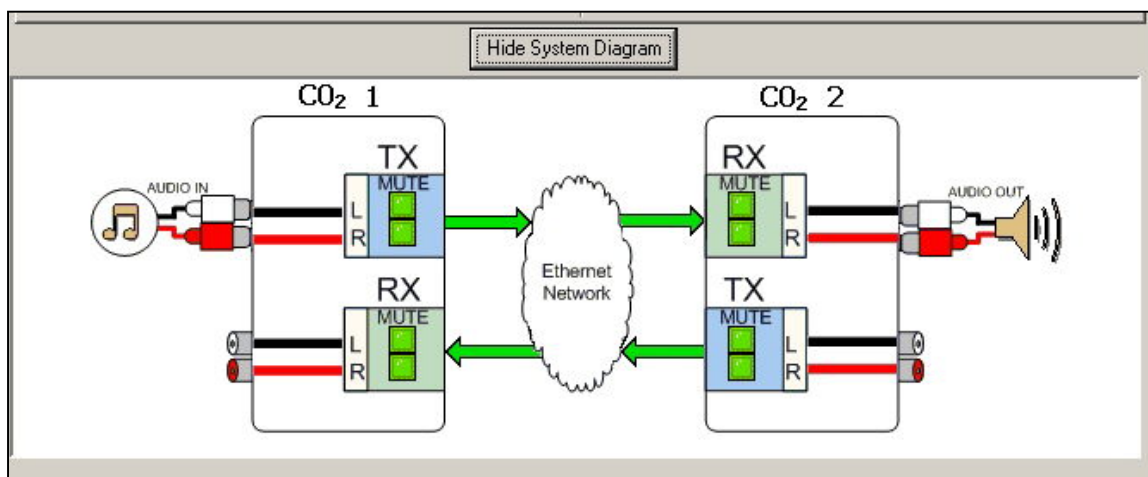 Hide System Diagram
CO₂ 1
CO₂ 2
TX
MUTE
AUDIO IN
L
R
RX
MUTE
L
R
Ethernet
Network
RX
MUTE
AUDIO OUT
L
R
TX
MUTE
L
R